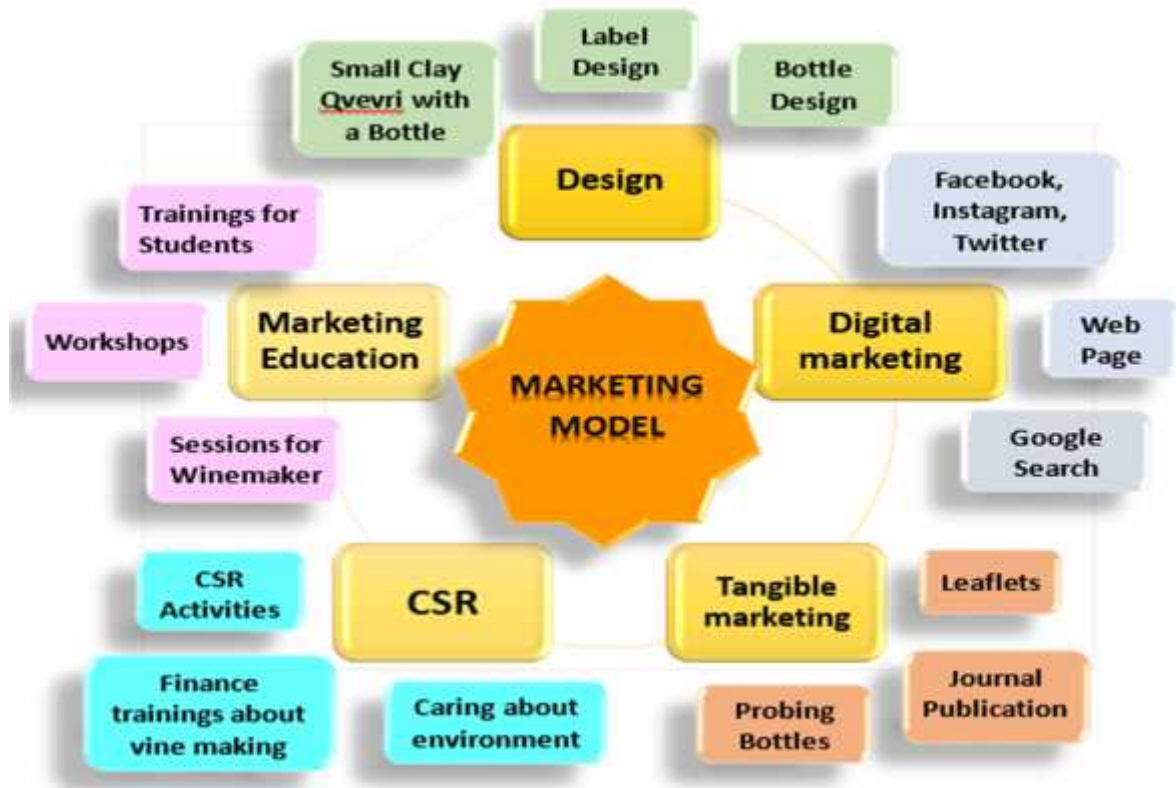 Label
Design
Small Clay
Qvevri with
a Bottle
Bottle
Design
Design
Facebook,
Instagram,
Twitter
Trainings for
Students
Marketing
Education
Digital
marketing
Workshops
Web
Page
MARKETING
MODEL
Sessions for
Winemaker
Google
Search
CSR
Activities
CSR
Tangible
marketing
Leaflets
Finance
trainings about
vine making
Caring about
environment
Probing
Bottles
Journal
Publication